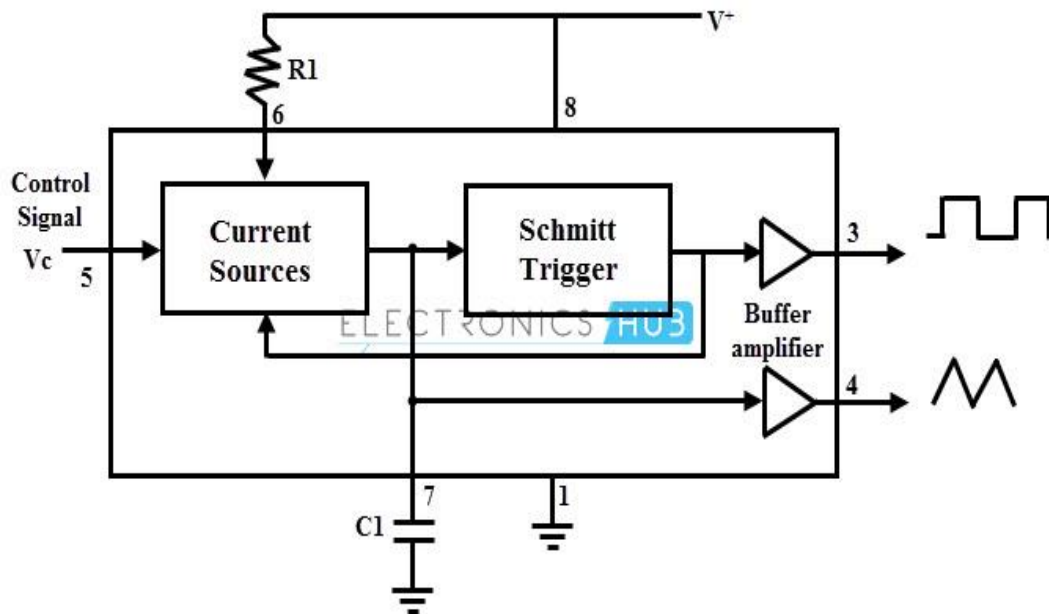 V+
R1
6
8
Control
Signal
Vc
5
Current
Sources
Schmitt
Trigger
3
ELECTRONICS HUB
Buffer
amplifier
4
7
1
C1